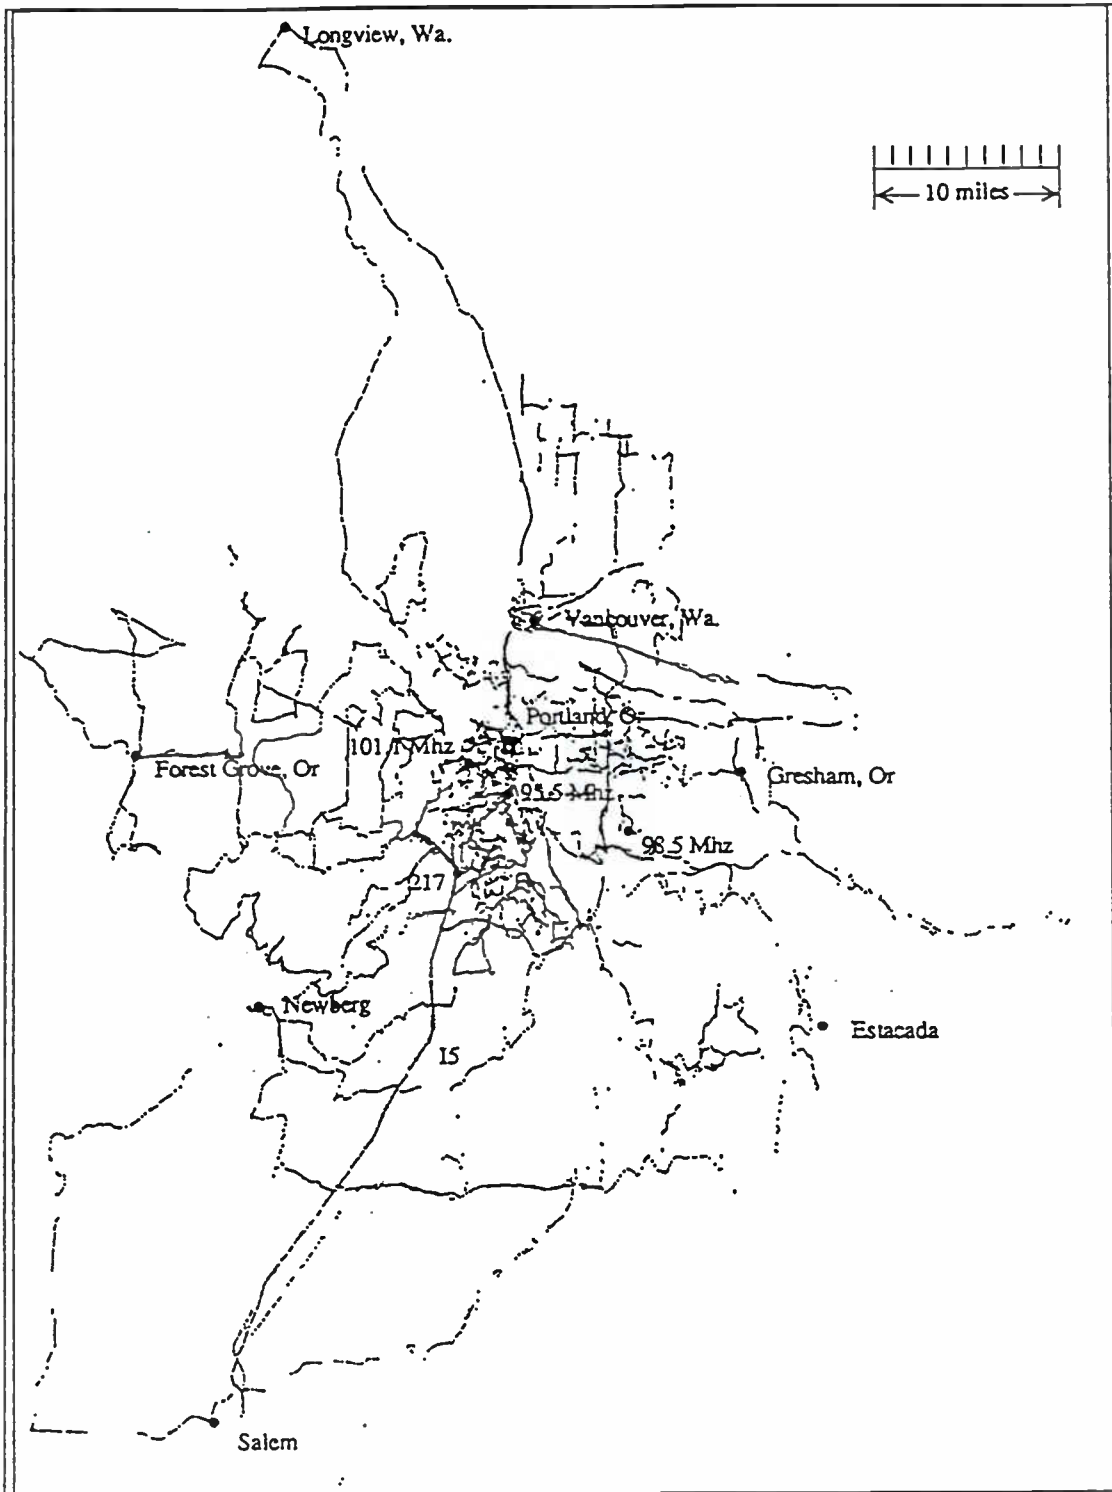 Longview, Wa.
10 miles
Vancouver, Wa.
Portland, Or
101.1 Mhz
Forest Grove, Or
Gresham, Or
95.5 Mhz
98.5 Mhz
217
Newberg
Estacada
I5
Salem